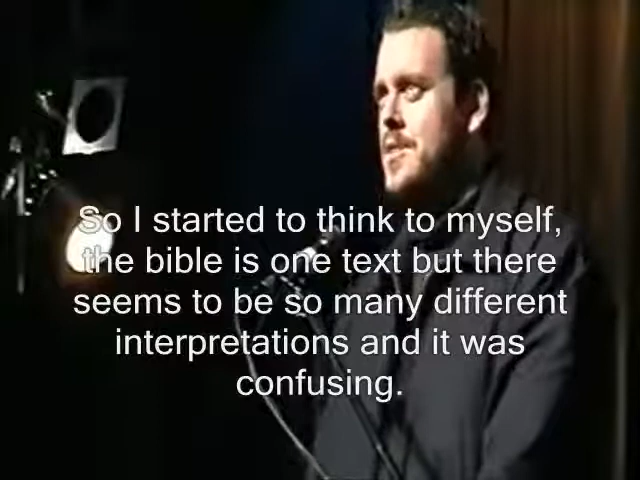 So I started to think to myself,
the bible is one text but there
seems to be so many different
interpretations and it was
confusing.